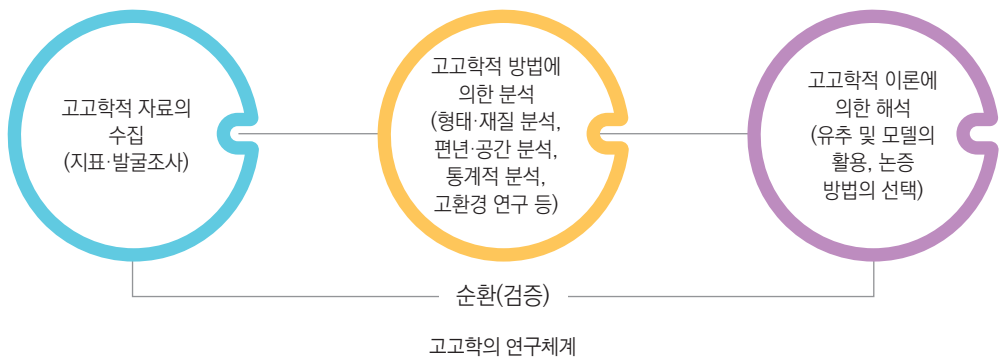 고고학적 자료의
수집
(지표·발굴조사)
고고학적 방법에
의한 분석
(형태·재질 분석,
편년·공간 분석,
통계적 분석,
고환경 연구 등)
고고학적 이론에
의한 해석
(유추 및 모델의
활용, 논증
방법의 선택)
순환(검증)
고고학의 연구체계